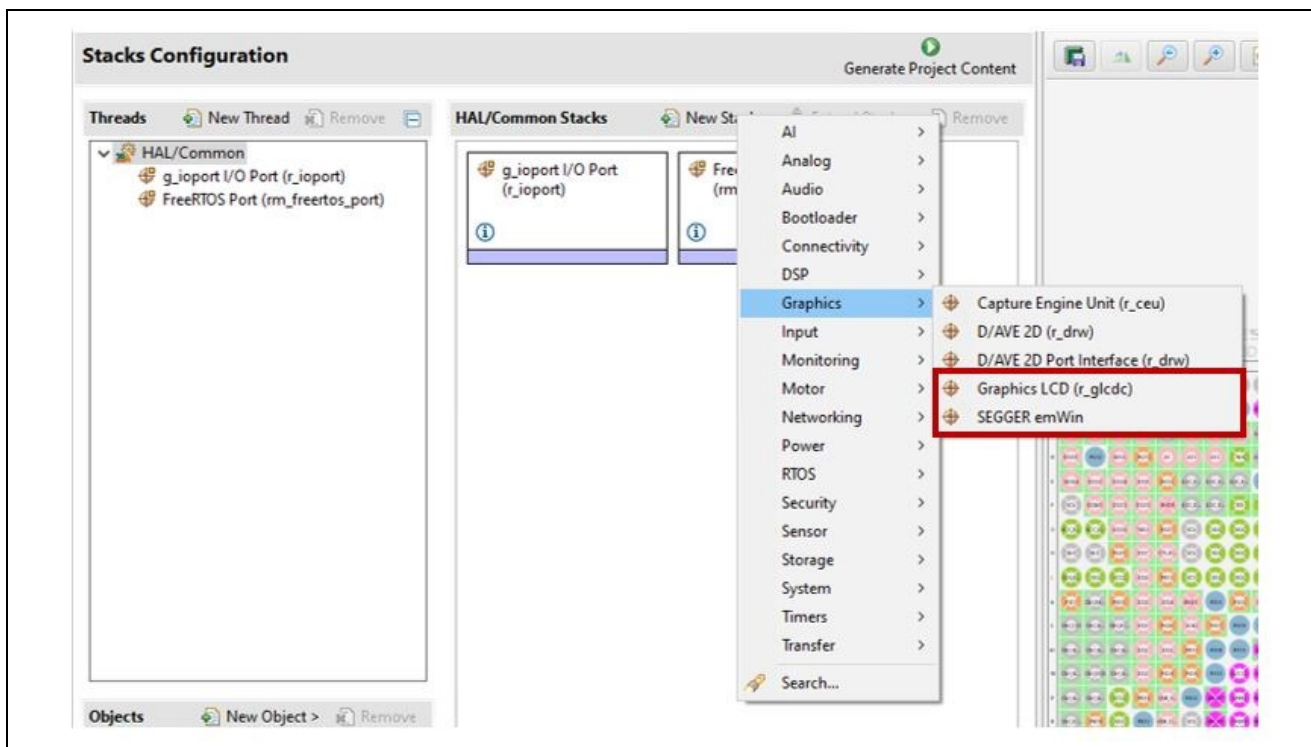 Stacks Configuration
Generate Project Content
Threads
New Thread
Remove
HAL/Common
g_ioport I/O Port (r_ioport)
FreeRTOS Port (rm_freertos_port)
HAL/Common Stacks
New
Remove
g_ioport I/O Port
(r_ioport)
AI
Analog
Audio
Bootloader
Connectivity
DSP
Graphics
Input
Monitoring
Motor
Networking
Power
RTOS
Security
Sensor
Storage
System
Timers
Transfer
Search...
Capture Engine Unit (r_ceu)
D/AVE 2D (r_drw)
D/AVE 2D Port Interface (r_drw)
Graphics LCD (r_glcdc)
SEGGER emWin
Objects
New Object >
Remove